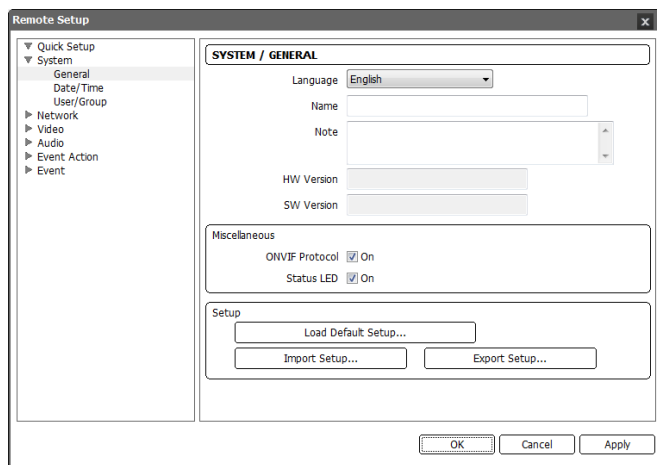 Remote Setup
Quick Setup
System
General
Date/Time
User/Group
Network
Video
Audio
Event Action
Event
SYSTEM / GENERAL
Language English
Name
Note
HW Version
SW Version
Miscellaneous
ONVIF Protocol On
Status LED On
Setup
Load Default Setup...
Import Setup... Export Setup...
OK Cancel Apply